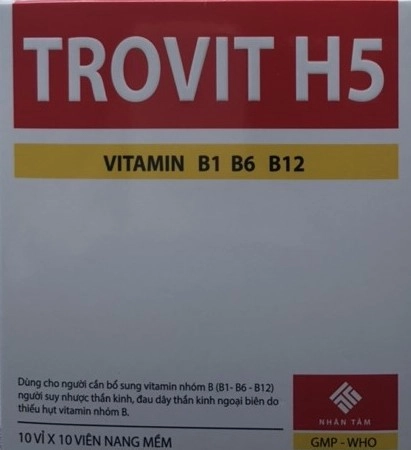 TROVIT H5
VITAMIN B1 B6 B12
Dùng cho người cần bổ sung vitamin nhóm B (B1- B6 - B12)
người suy nhược thần kinh, đau dây thần kinh ngoại biên do
thiếu hụt vitamin nhóm B.
NHÂN TÂM
10 VỈ X 10 VIÊN NANG MỀM
GMP - WHO